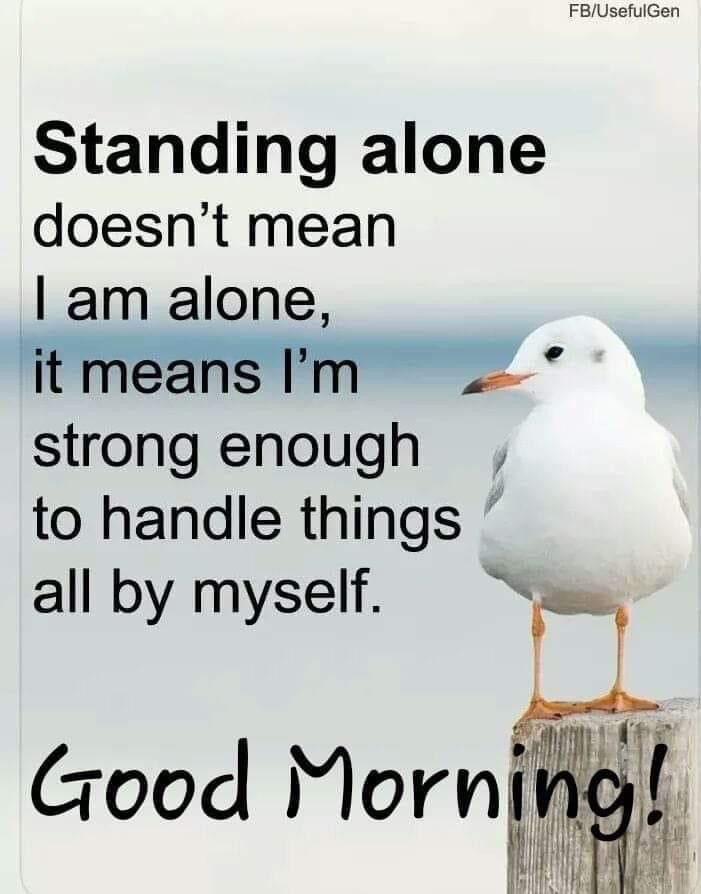 FB/UsefulGen
Standing alone
doesn't mean
I am alone,
it means I'm
strong enough
to handle things
all by myself.
Good Morning!